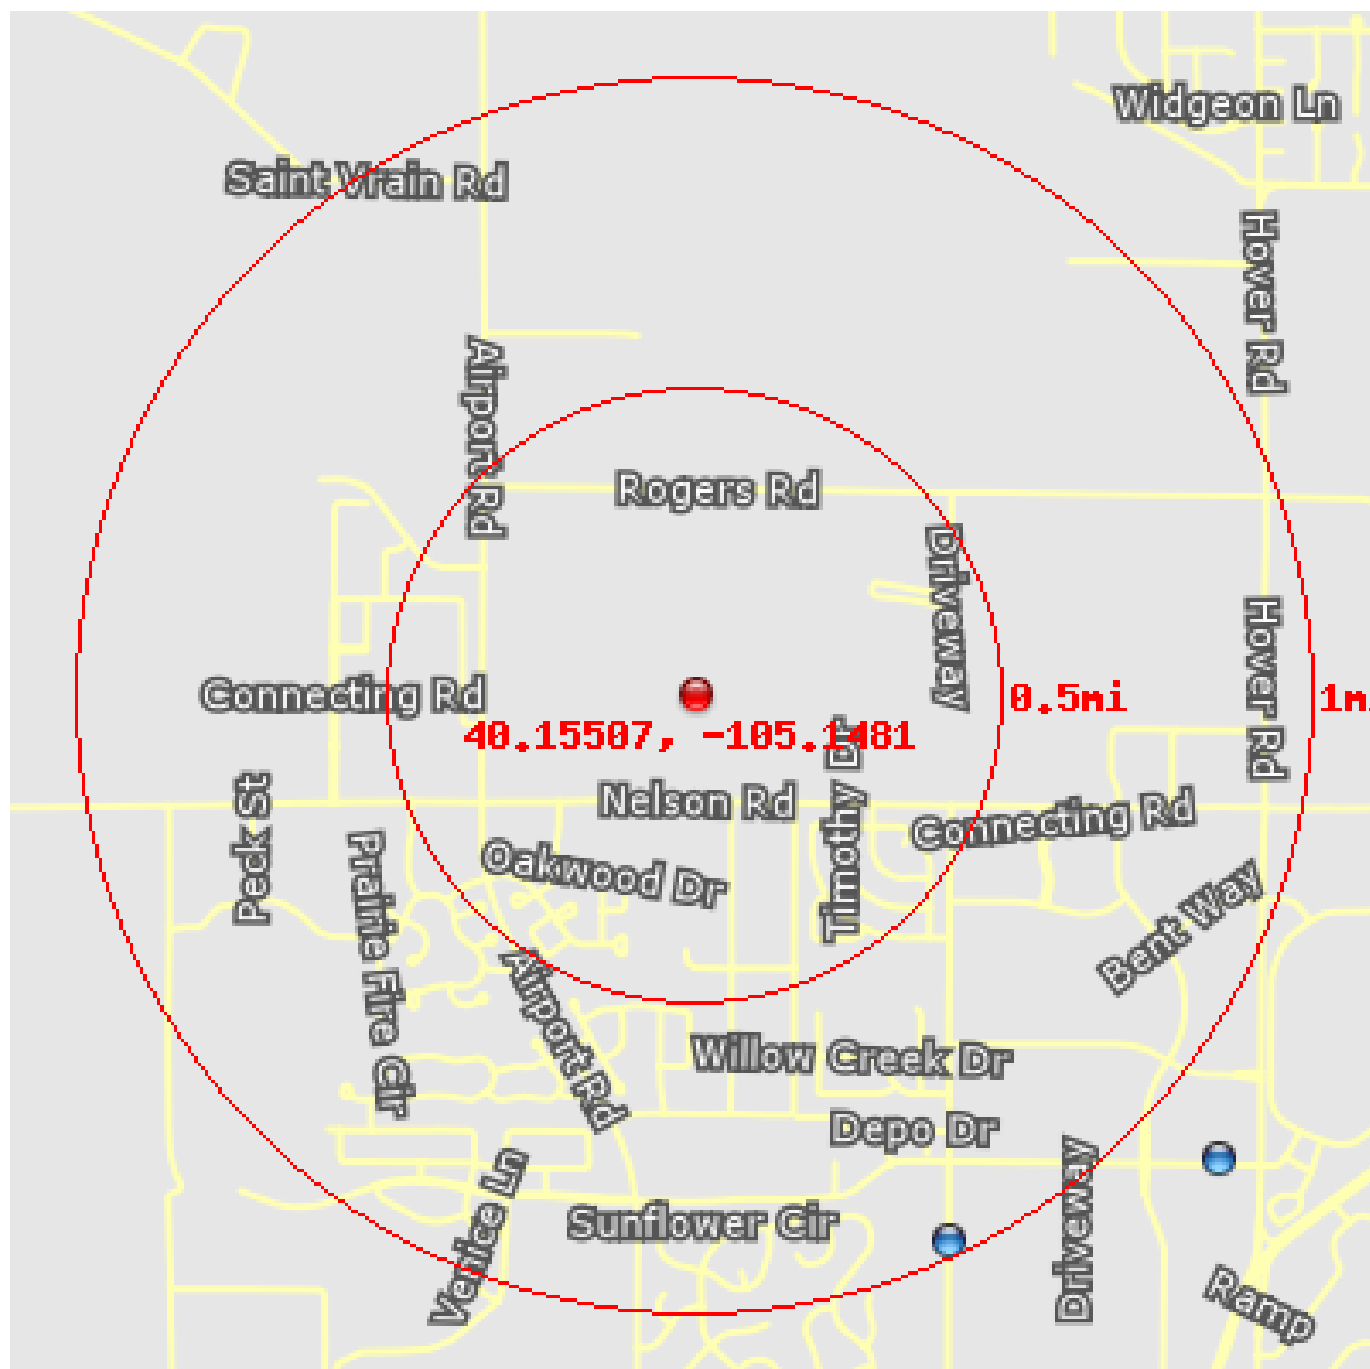 Widgeon Ln
Saint Vrain Rd
Hover Rd
Airport Rd
Rogers Rd
Driveway
Hover Rd
Connecting Rd
0.5mi
1m
40.15507, -105.1481
Timothy Dr
Nelson Rd
Peck St
Connecting Rd
Oakwood Dr
Prairie Fire Cir
Bent Way
Airport Rd
Willow Creek Dr
Depo Dr
Driveway
Vertice Ln
Sunflower Cir
Ramp